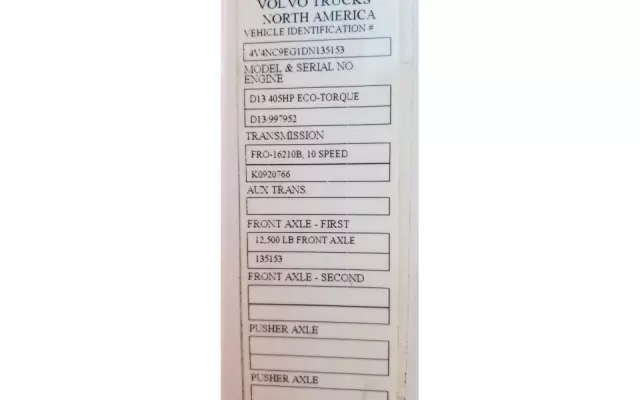 VOLVO TRUCKS
NORTH AMERICA
VEHICLE IDENTIFICATION #
4V4NC9EG1DN135153
MODEL & SERIAL NO.
ENGINE
D13 405HP ECO-TORQUE
D13/997952
TRANSMISSION
FRO-16210B, 10 SPEED
K0920766
AUX TRANS.
FRONT AXLE - FIRST
12,500 LB FRONT AXLE
135153
FRONT AXLE - SECOND
PUSHER AXLE
PUSHER AXLE